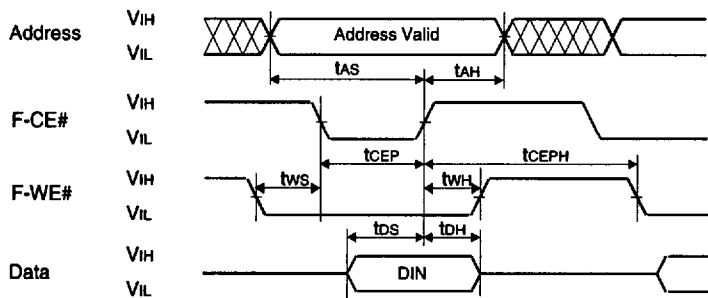 Address VIH VIL Address Valid
tAS tAH
F-CE# VIH VIL
tCEP tCEPH
F-WE# VIH VIL
tWS tWH
tDS tDH
Data VIH VIL DIN